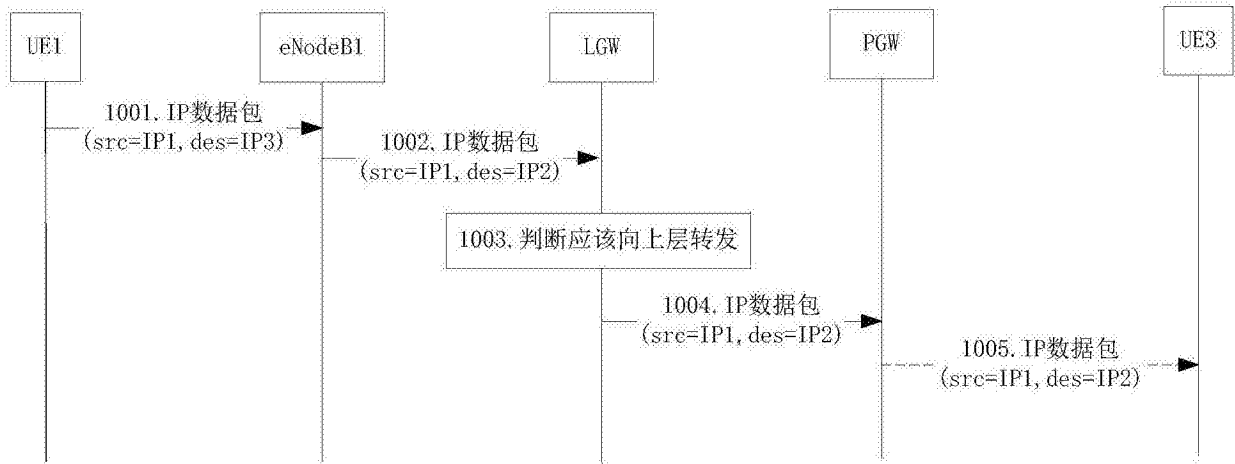 UE1
eNodeB1
LGW
PGW
UE3
1001.IP数据包
(src=IP1,des=IP3)
1002.IP数据包
(src=IP1,des=IP2)
1003.判断应该向上层转发
1004.IP数据包
(src=IP1,des=IP2)
1005.IP数据包
(src=IP1,des=IP2)